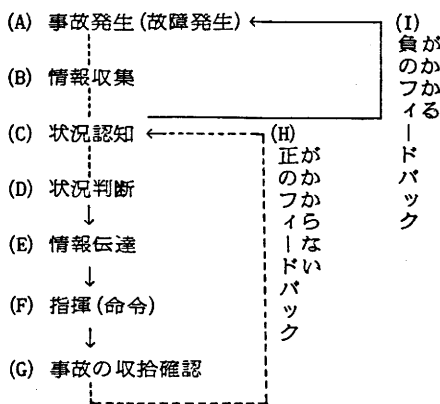 (A) 事故発生(故障発生)
(B) 情報収集
(C) 状況認知
(D) 状況判断
(E) 情報伝達
(F) 指揮(命令)
(G) 事故の収拾確認
(H)
正のフィードバック
がかからない
(I)
負のフィードバック
がかかる